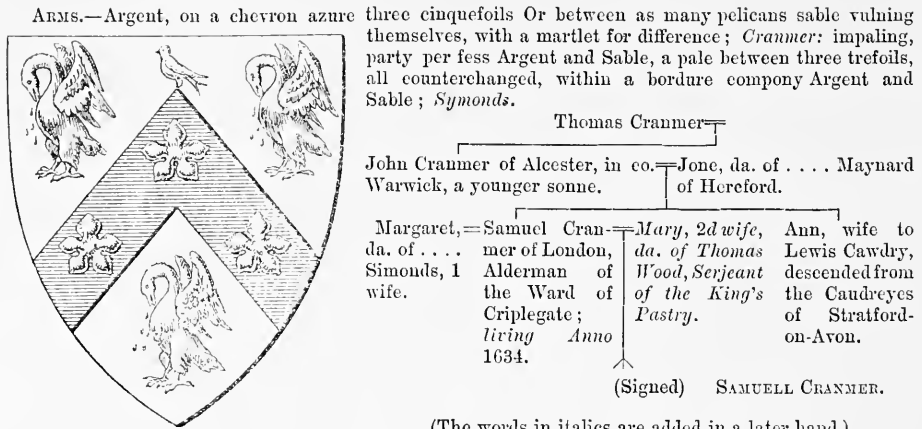 ARMS.—Argent, on a chevron azure three cinquefoils Or between as many pelicans sable vulning
themselves, with a martlet for difference; Cranmer: impaling,
party per fess Argent and Sable, a pale between three trefoils,
all counterchanged, within a bordure compony Argent and
Sable; Symonds.
Thomas Cranmer
John Cranmer of Alcester, in co.
Warwick, a younger sonne.
Jone, da. of . . . . Maynard
of Hereford.
Margaret,
da. of . . . .
Simonds, 1
wife.
Samuel Cran-
mer of London,
Alderman of
the Ward of
Criplegate;
living Anno
1634.
Mary, 2d wife,
da. of Thomas
Wood, Serjeant
of the King's
Pastry.
Ann, wife to
Lewis Cawdry,
descended from
the Caudreyes
of Stratford-
on-Avon.
(Signed) SAMUELL CRANMER.
(The words in italics are added in a later hand.)